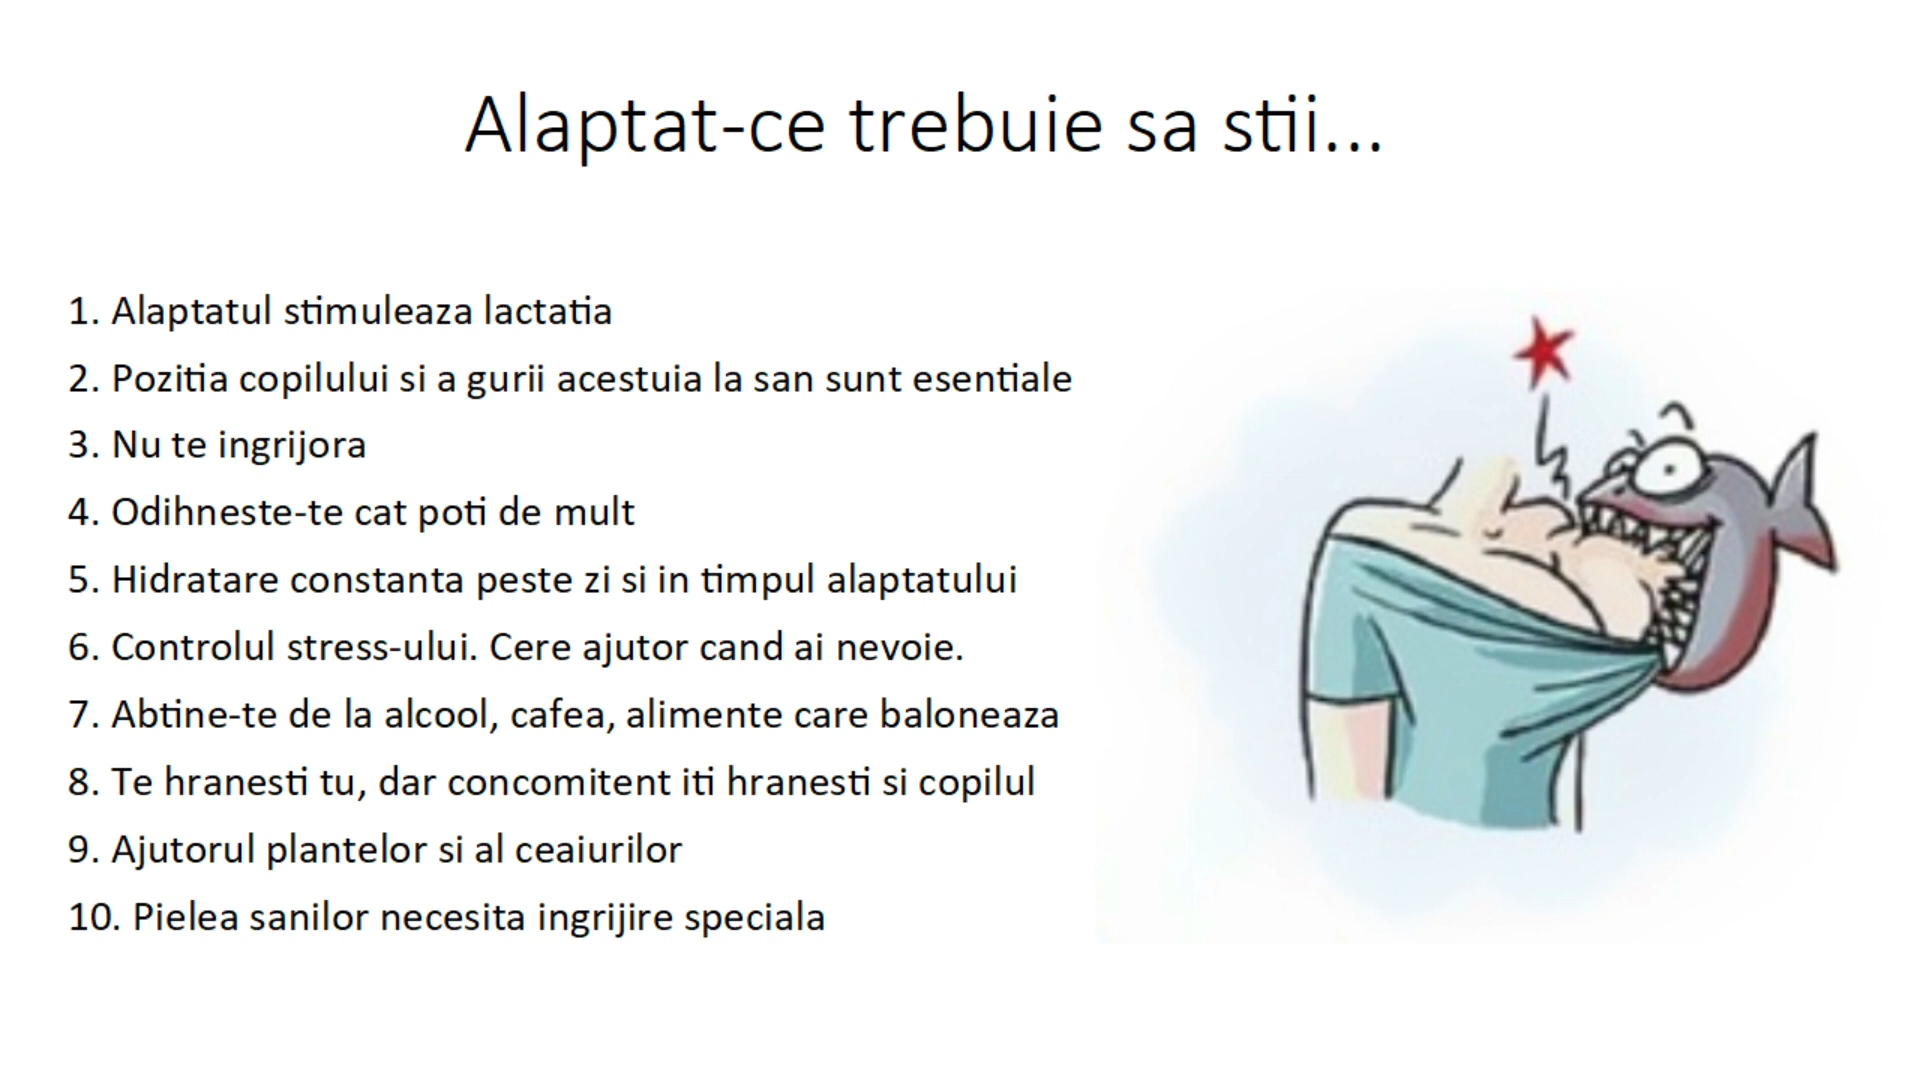 Alaptat-ce trebuie sa stii...
1. Alaptatul stimuleaza lactatia
2. Pozitia copilului si a gurii acestuia la san sunt esentiale
3. Nu te ingrijora
4. Odihneste-te cat poti de mult
5. Hidratare constanta peste zi si in timpul alaptatului
6. Controlul stress-ului. Cere ajutor cand ai nevoie.
7. Abtine-te de la alcool, cafea, alimente care baloneaza
8. Te hranesti tu, dar concomitent iti hranesti si copilul
9. Ajutorul plantelor si al ceaiurilor
10. Pielea sanilor necesita ingrijire speciala